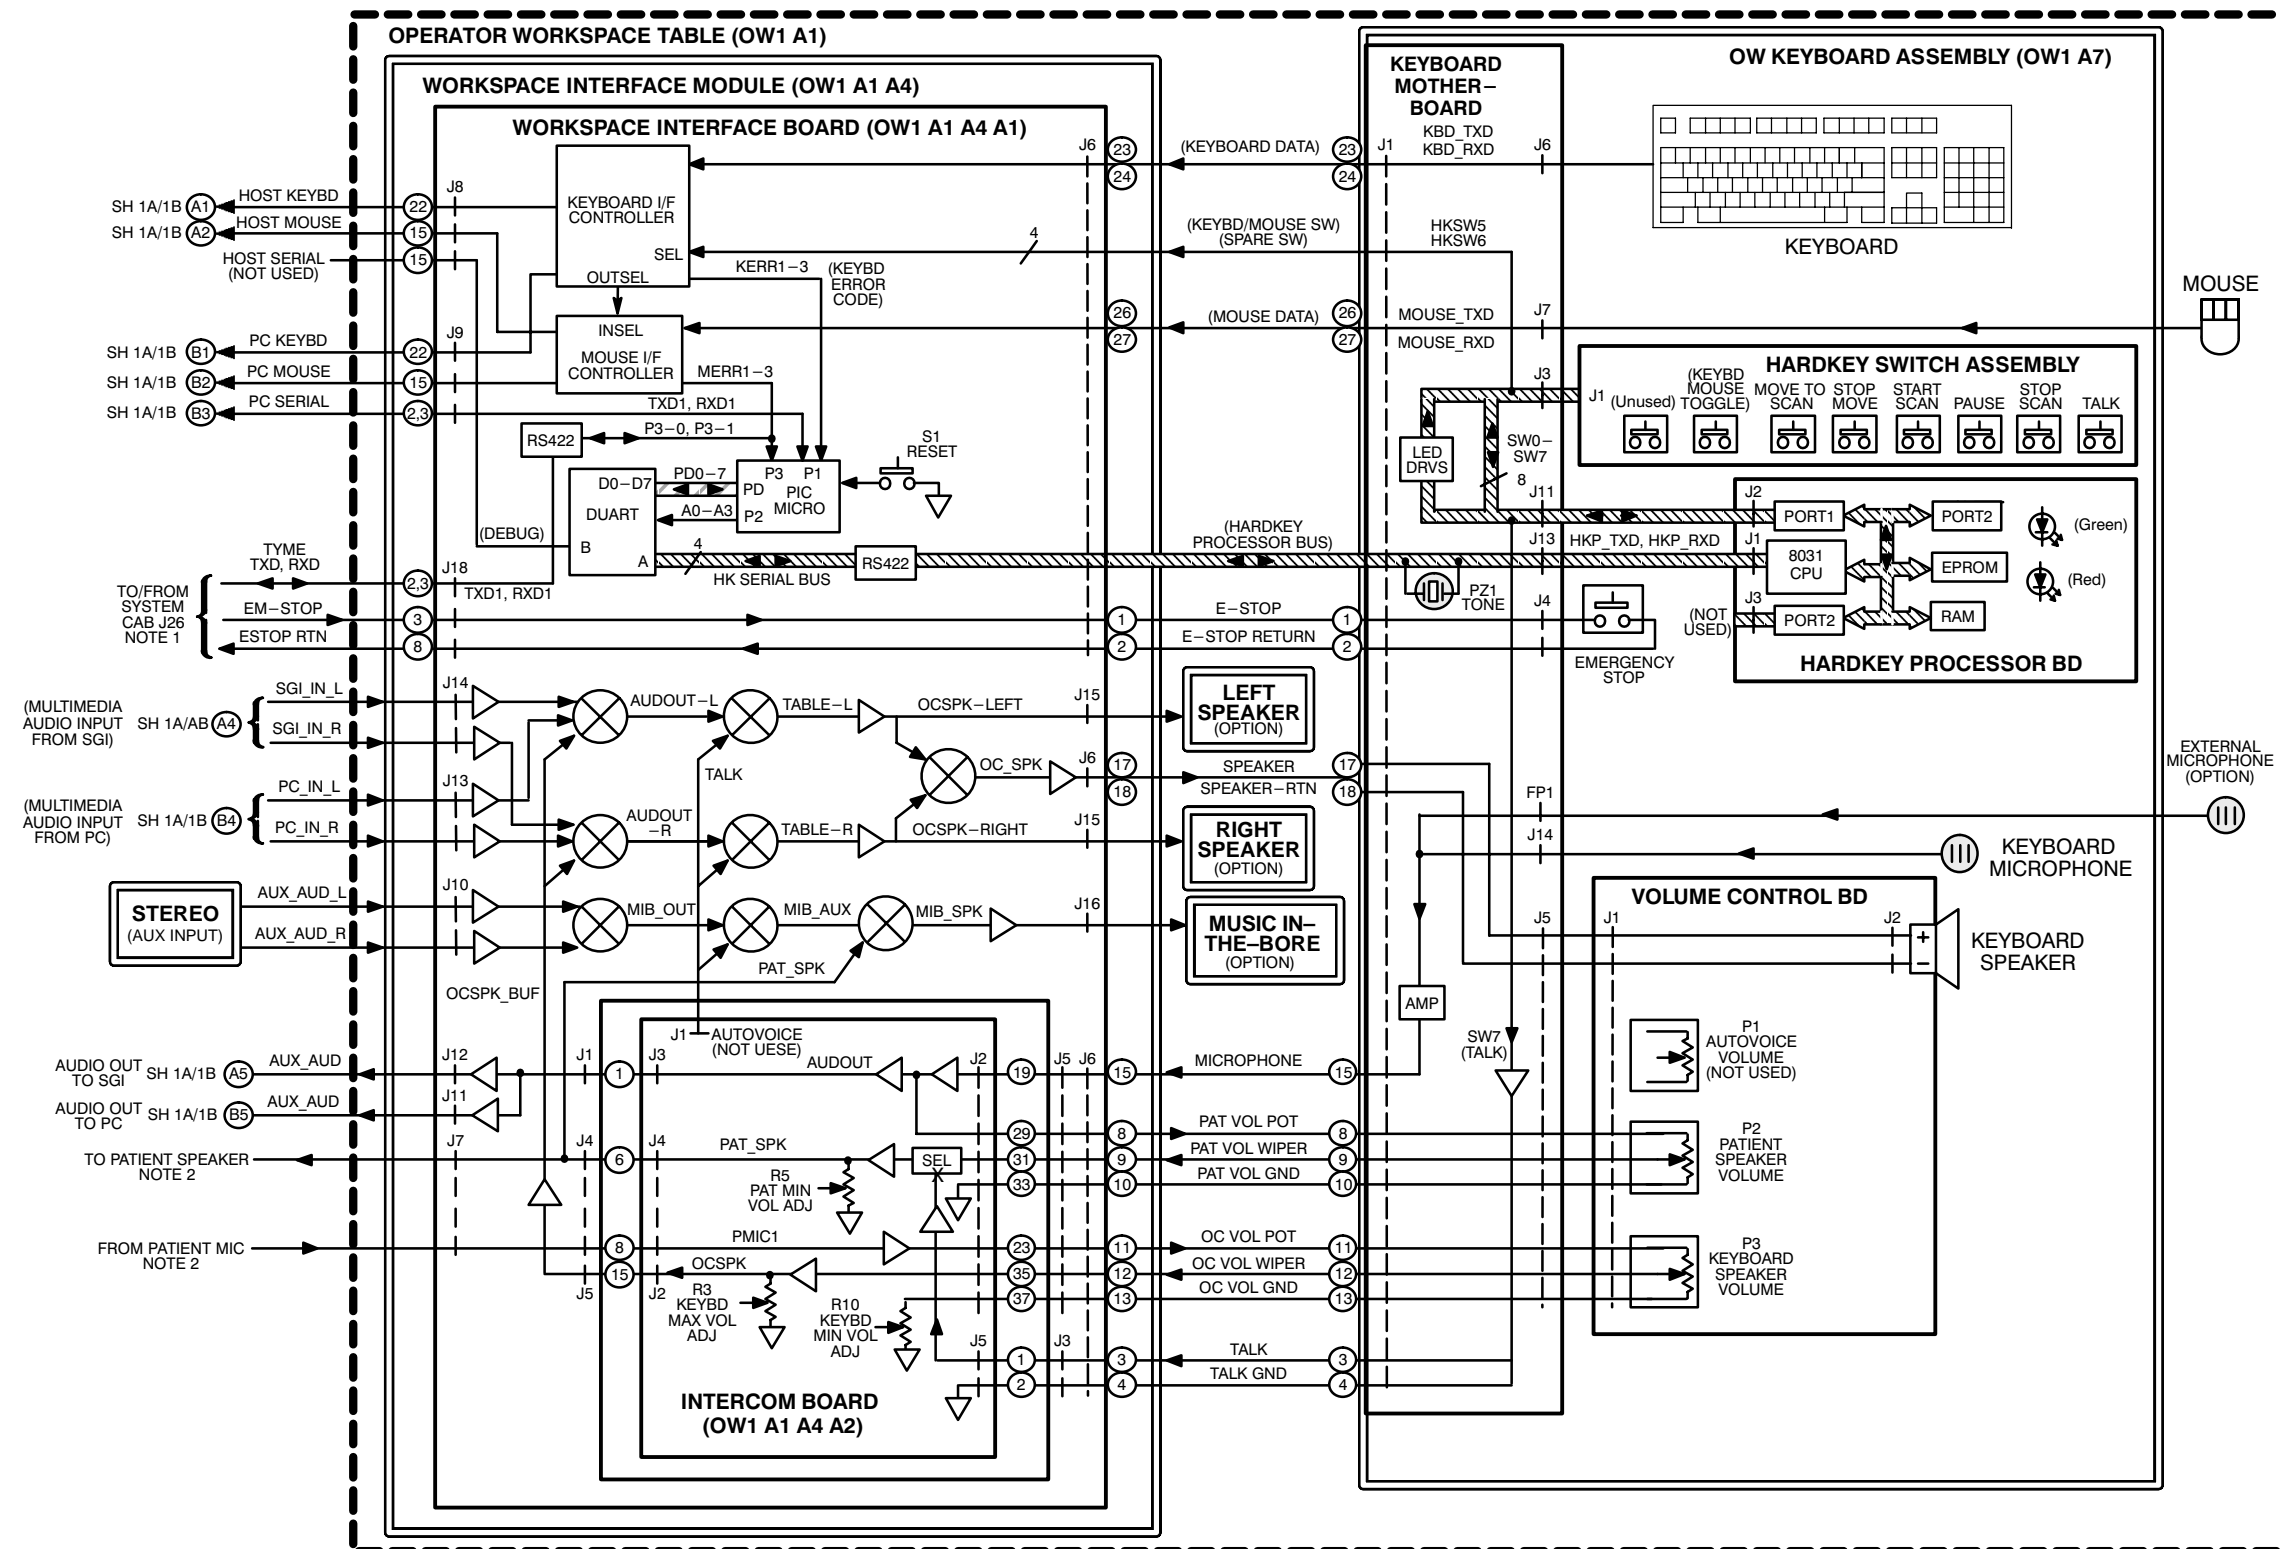 OPERATOR WORKSPACE TABLE (OW1 A1)
WORKSPACE INTERFACE MODULE (OW1 A1 A4)
WORKSPACE INTERFACE BOARD (OW1 A1 A4 A1)
KEYBOARD
MOTHER–
BOARD
OW KEYBOARD ASSEMBLY (OW1 A7)
KEYBOARD I/F
CONTROLLER
SEL
OUTSEL
J6
23
24
(KEYBOARD DATA)
23
24
J1
KBD_TXD
KBD_RXD
J6
KEYBOARD
SH 1A/1B A1 HOST KEYBD 22 J8
SH 1A/1B A2 HOST MOUSE 15
HOST SERIAL
(NOT USED)
15
(KEYBD/MOUSE SW)
(SPARE SW)
4
HKSW5
HKSW6
KERR1–3
(KEYBD
ERROR
CODE)
MOUSE
INSEL
MOUSE I/F
CONTROLLER
26
27
(MOUSE DATA)
26
27
MOUSE_TXD
MOUSE_RXD
J7
SH 1A/1B B1 PC KEYBD 22 J9
SH 1A/1B B2 PC MOUSE 15
SH 1A/1B B3 PC SERIAL 2,3
MERR1–3
TXD1, RXD1
P3–0, P3–1
RS422
S1
RESET
HARDKEY SWITCH ASSEMBLY
J3
J1
(Unused)
(KEYBD
MOUSE
TOGGLE)
MOVE TO
SCAN
STOP
MOVE
START
SCAN
PAUSE
STOP
SCAN
TALK
LED
DRVS
SW0–
SW7
8
D0–D7
DUART
B
A
PD0–7
A0–A3
P3 P1
PD
PIC
MICRO
P2
(DEBUG)
4
HK SERIAL BUS
RS422
(HARDKEY
PROCESSOR BUS)
J11
J13
HKP_TXD, HKP_RXD
J2
J1
J3
PORT1
PORT2
8031
CPU
EPROM
PORT2
RAM
(Green)
(Red)
(NOT
USED)
HARDKEY PROCESSOR BD
PZ1
TONE
TYME
TXD, RXD
2,3
J18
TXD1, RXD1
TO/FROM
SYSTEM
CAB J26
NOTE 1
EM–STOP
3
1
E–STOP
1
J4
ESTOP RTN
8
2
E–STOP RETURN
2
EMERGENCY
STOP
(MULTIMEDIA
AUDIO INPUT
FROM SGI)
SH 1A/AB A4
SGI_IN_L
SGI_IN_R
J14
AUDOUT–L
TABLE–L
OCSPK–LEFT
J15
LEFT
SPEAKER
(OPTION)
TALK
OC_SPK
J6
17
18
SPEAKER
SPEAKER–RTN
17
18
(MULTIMEDIA
AUDIO INPUT
FROM PC)
SH 1A/1B B4
PC_IN_L
PC_IN_R
J13
AUDOUT
–R
TABLE–R
OCSPK–RIGHT
J15
RIGHT
SPEAKER
(OPTION)
EXTERNAL
MICROPHONE
(OPTION)
FP1
J14
KEYBOARD
MICROPHONE
STEREO
(AUX INPUT)
AUX_AUD_L
AUX_AUD_R
J10
MIB_OUT
MIB_AUX
MIB_SPK
J16
MUSIC IN–
THE–BORE
(OPTION)
PAT_SPK
OCSPK_BUF
VOLUME CONTROL BD
J5
J1
J2
+
–
KEYBOARD
SPEAKER
AMP
SW7
(TALK)
J1
AUTOVOICE
(NOT UESE)
P1
AUTOVOICE
VOLUME
(NOT USED)
AUDIO OUT
TO SGI
SH 1A/1B A5
AUX_AUD
J12
J1
1
J3
AUDOUT
J2
19
J5
J6
15
MICROPHONE
15
AUDIO OUT
TO PC
SH 1A/1B B5
AUX_AUD
J11
29
8
PAT VOL POT
8
P2
PATIENT
SPEAKER
VOLUME
TO PATIENT SPEAKER
NOTE 2
J7
J4
6
J4
PAT_SPK
SEL
X
31
9
PAT VOL WIPER
9
33
10
PAT VOL GND
10
R5
PAT MIN
VOL ADJ
FROM PATIENT MIC
NOTE 2
8
PMIC1
23
11
OC VOL POT
11
P3
KEYBOARD
SPEAKER
VOLUME
15
OCSPK
35
12
OC VOL WIPER
12
J5
J2
37
13
OC VOL GND
13
R3
KEYBD
MAX VOL
ADJ
R10
KEYBD
MIN VOL
ADJ
J5
1
J3
3
TALK
3
2
4
TALK GND
4
INTERCOM BOARD
(OW1 A1 A4 A2)